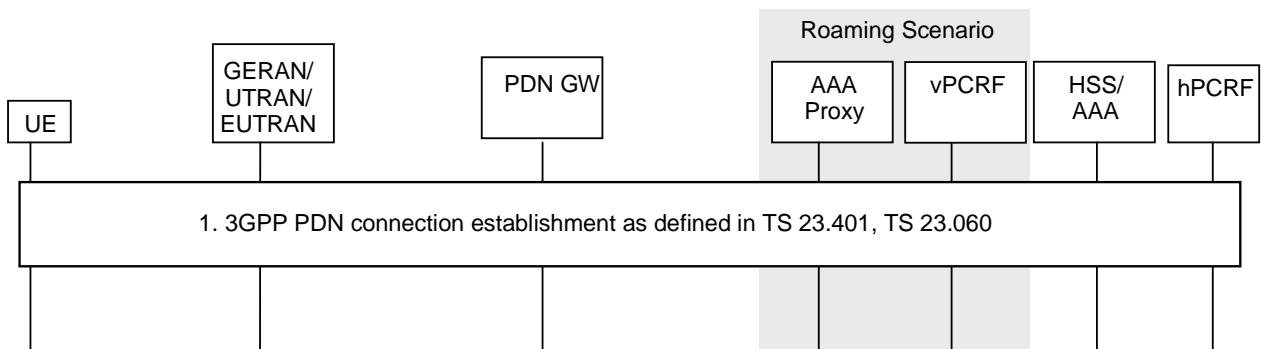 Roaming Scenario
UE
GERAN/
UTRAN/
EUTRAN
PDN GW
AAA
Proxy
vPCRF
HSS/
AAA
hPCRF
1. 3GPP PDN connection establishment as defined in TS 23.401, TS 23.060